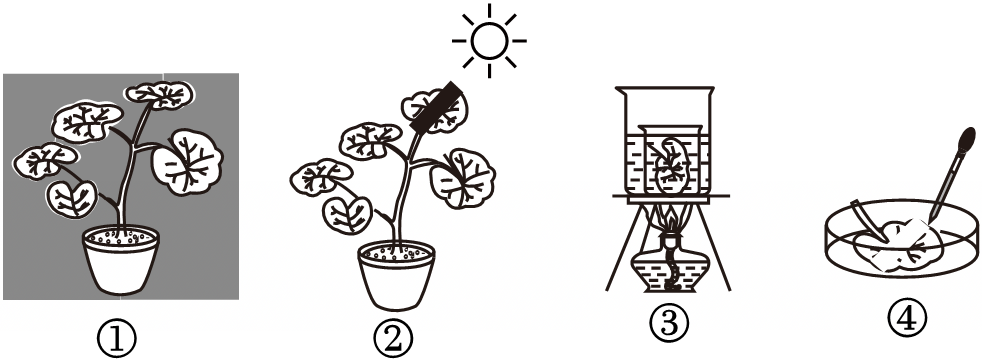 ① ② ③ ④